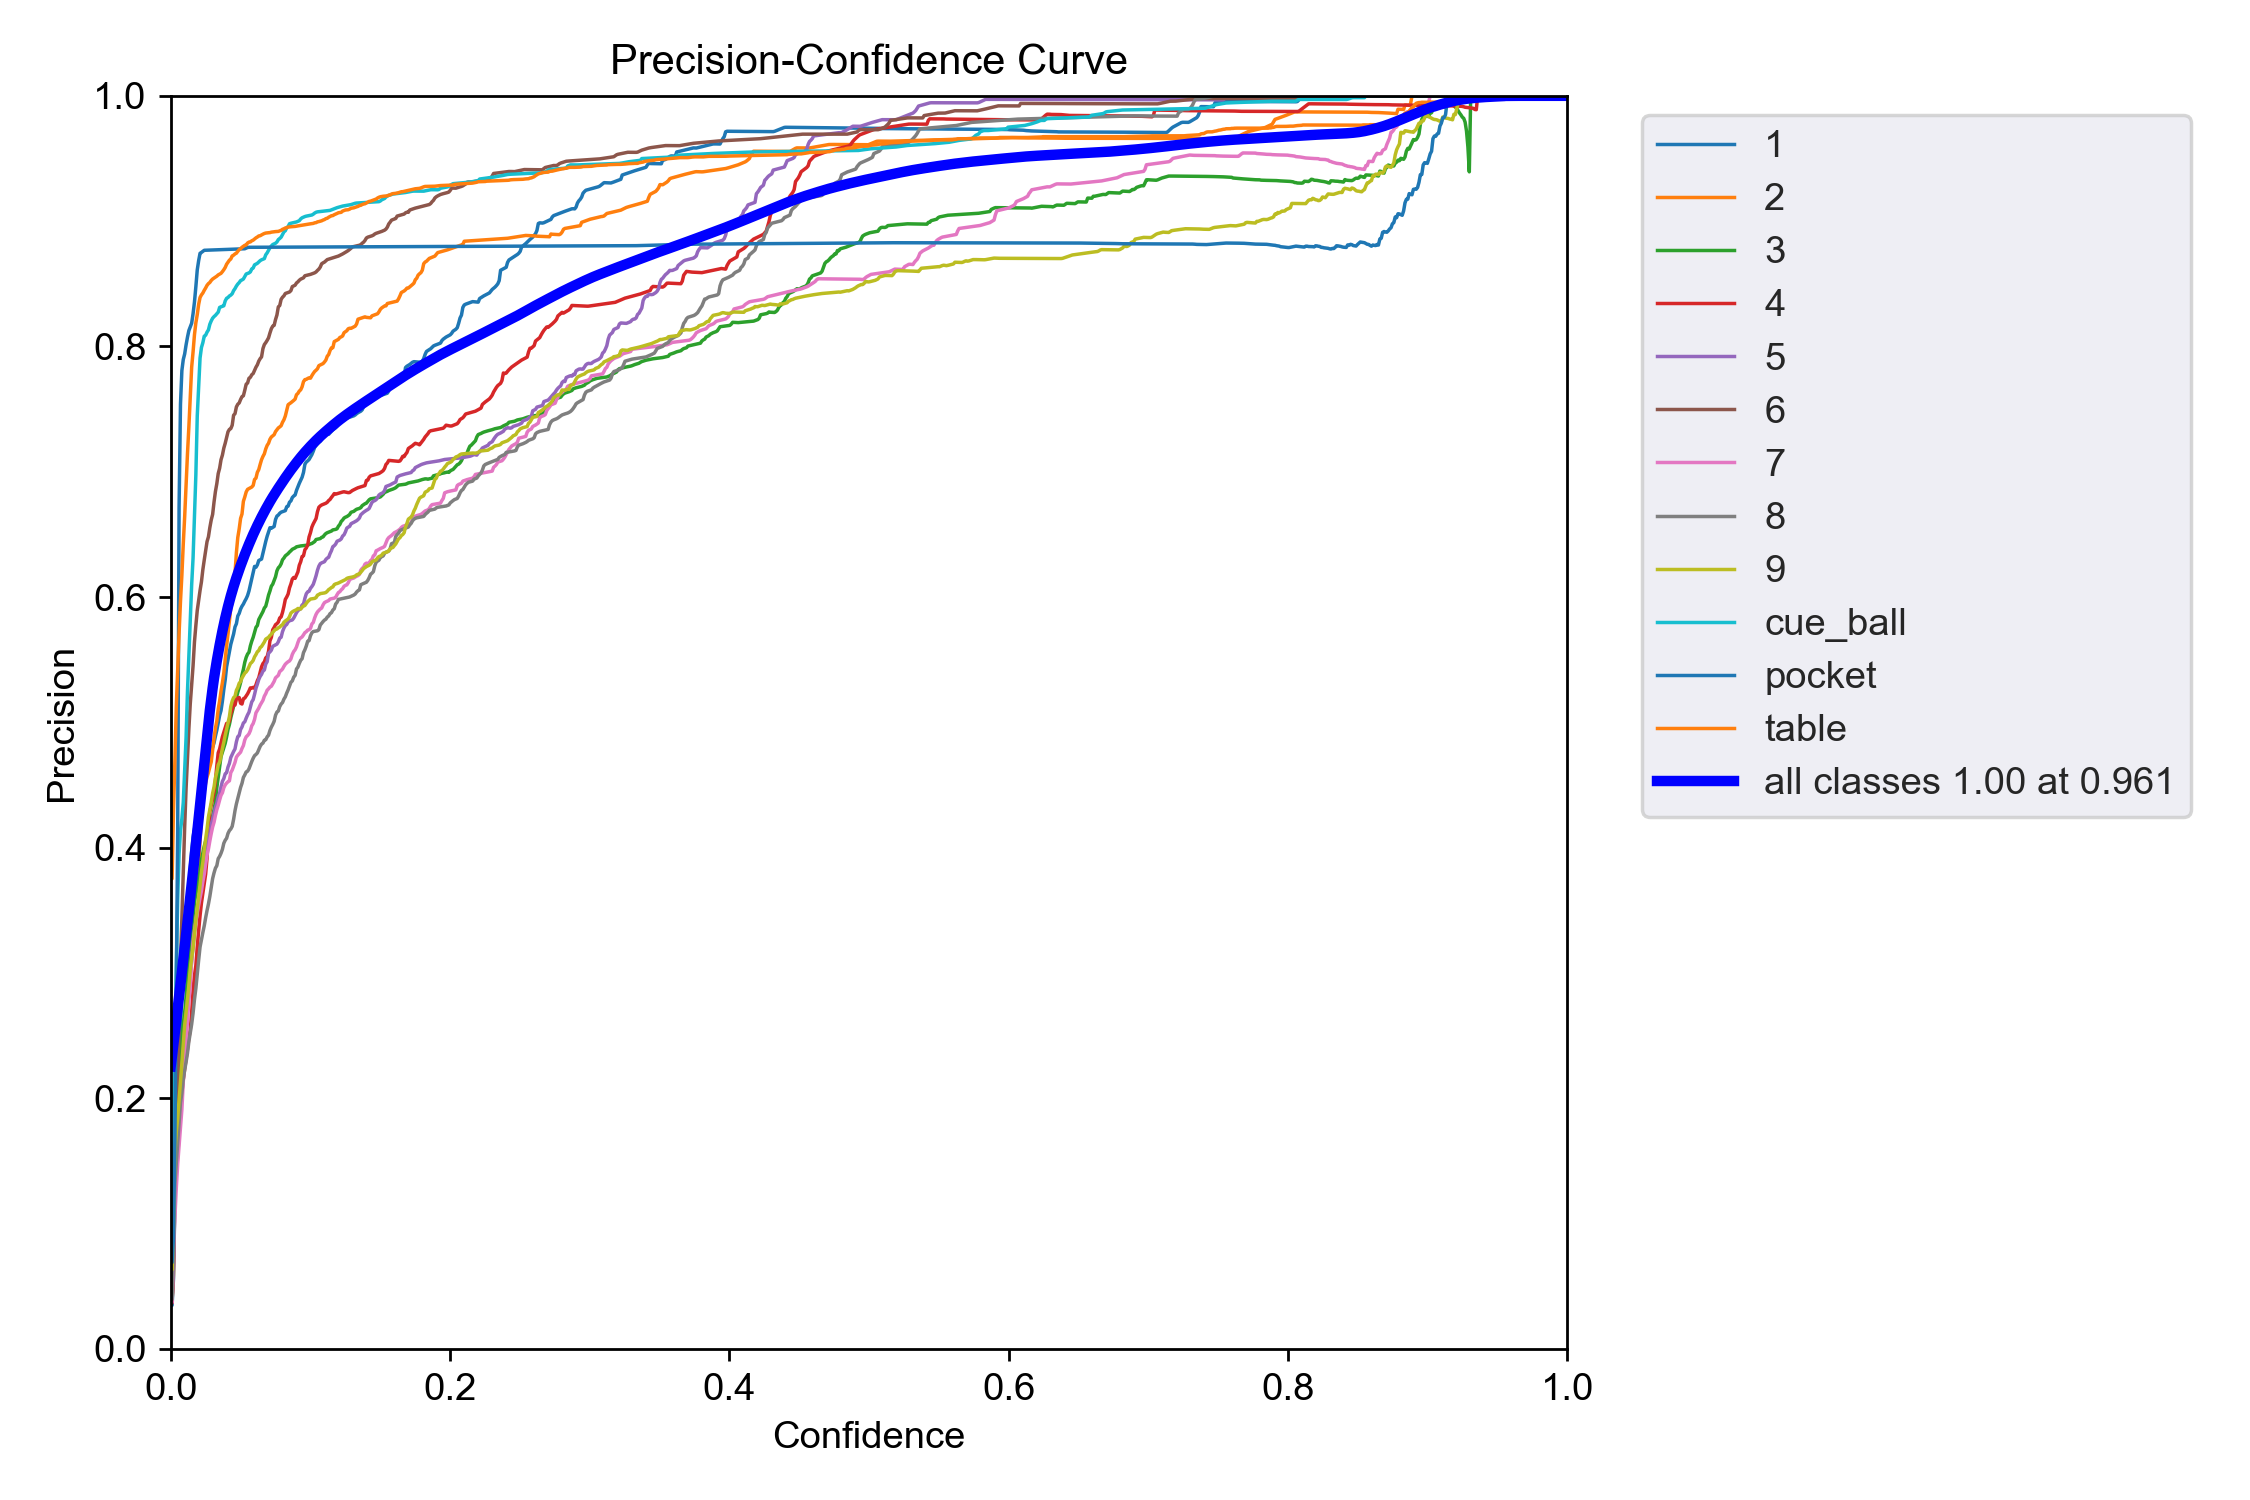 Precision-Confidence Curve
1.0
0.8
0.6
0.4
0.2
0.0
Precision
0.0 0.2 0.4 0.6 0.8 1.0
Confidence
1
2
3
4
5
6
7
8
9
cue_ball
pocket
table
all classes 1.00 at 0.961